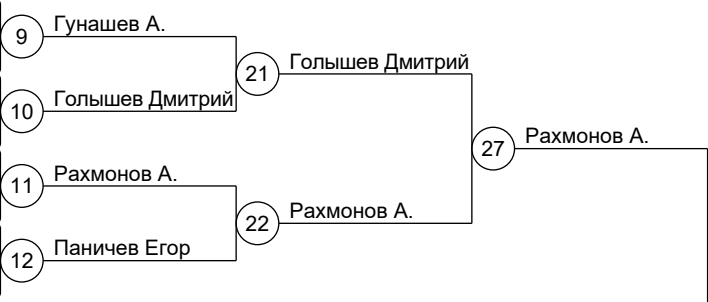 9 Гунашев А.
21 Голышев Дмитрий
10 Голышев Дмитрий
27 Рахмонов А.
11 Рахмонов А.
22 Рахмонов А.
12 Паничев Егор